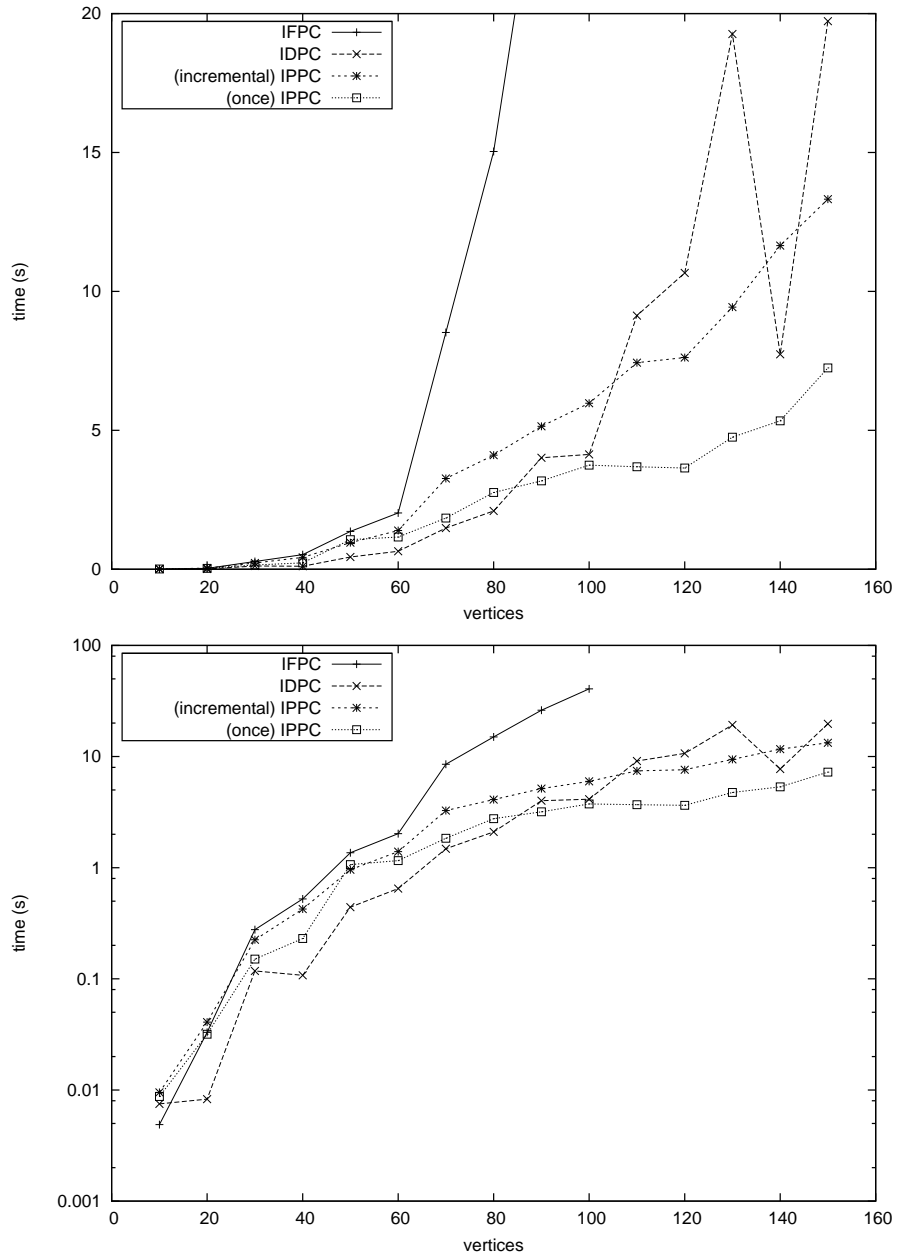 20
15
10
5
0
time (s)
IFPC
IDPC
(incremental) IPPC
(once) IPPC
0 20 40 60 80 100 120 140 160
vertices
100
10
1
0.1
0.01
0.001
time (s)
IFPC
IDPC
(incremental) IPPC
(once) IPPC
0 20 40 60 80 100 120 140 160
vertices